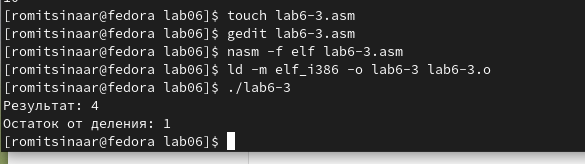 [romitsinaar@fedora lab06]$ touch lab6-3.asm
[romitsinaar@fedora lab06]$ gedit lab6-3.asm
[romitsinaar@fedora lab06]$ nasm -f elf lab6-3.asm
[romitsinaar@fedora lab06]$ ld -m elf_i386 -o lab6-3 lab6-3.o
[romitsinaar@fedora lab06]$ ./lab6-3
Результат: 4
Остаток от деления: 1
[romitsinaar@fedora lab06]$